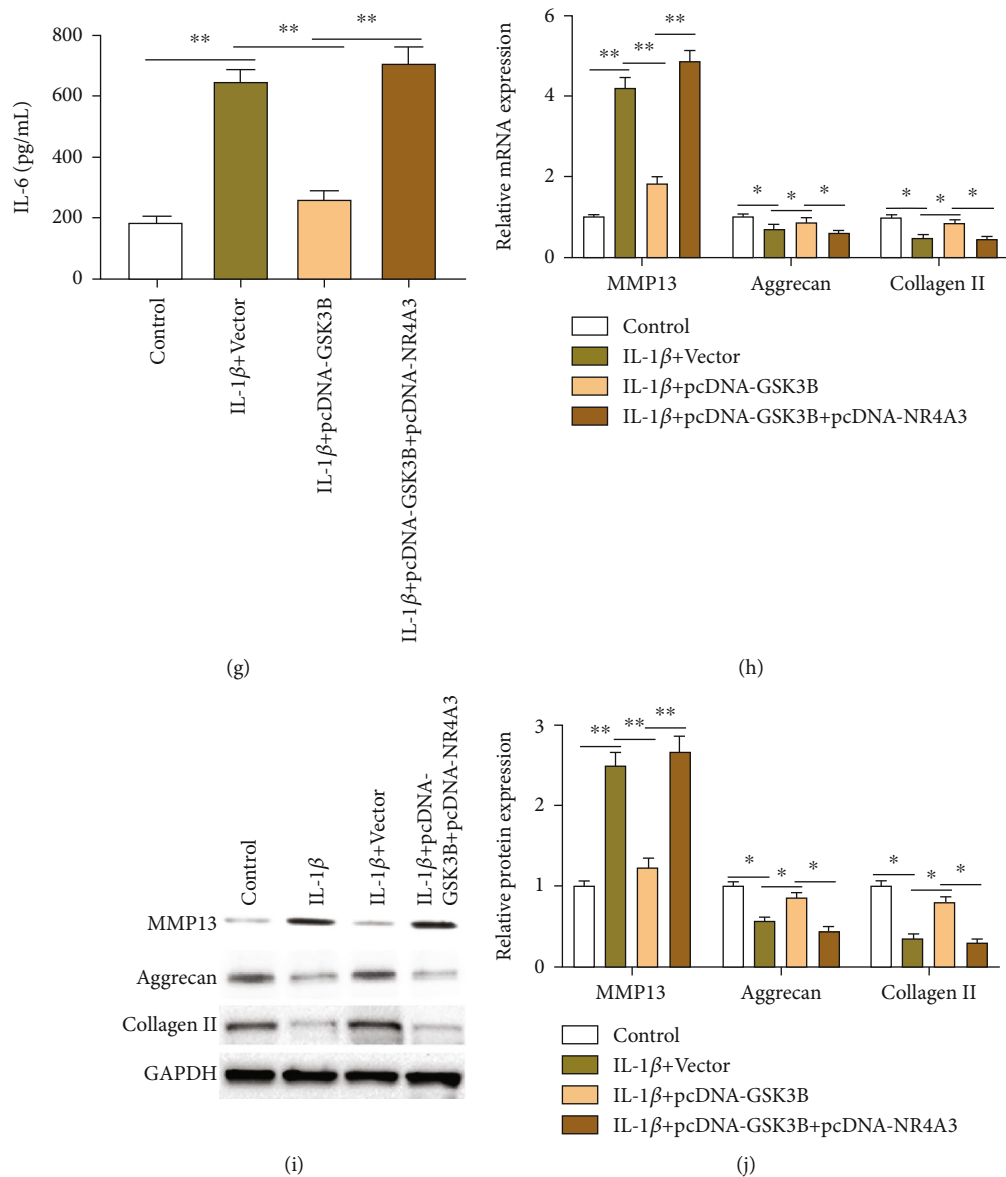 **
**
**
800
600
400
200
0
IL-6 (pg/mL)
Control
IL-1β+Vector
IL-1β+pcDNA-GSK3B
IL-1β+pcDNA-GSK3B+pcDNA-NR4A3
(g)
**
**
**
*
*
*
*
*
*
6
4
2
0
Relative mRNA expression
MMP13
Aggrecan
Collagen II
Control
IL-1β+Vector
IL-1β+pcDNA-GSK3B
IL-1β+pcDNA-GSK3B+pcDNA-NR4A3
(h)
Control
IL-1β
IL-1β+Vector
IL-1β+pcDNA-
GSK3B+pcDNA-NR4A3
MMP13
Aggrecan
Collagen II
GAPDH
(i)
**
**
**
*
*
*
*
*
*
3
2
1
0
Relative protein expression
MMP13
Aggrecan
Collagen II
Control
IL-1β+Vector
IL-1β+pcDNA-GSK3B
IL-1β+pcDNA-GSK3B+pcDNA-NR4A3
(j)